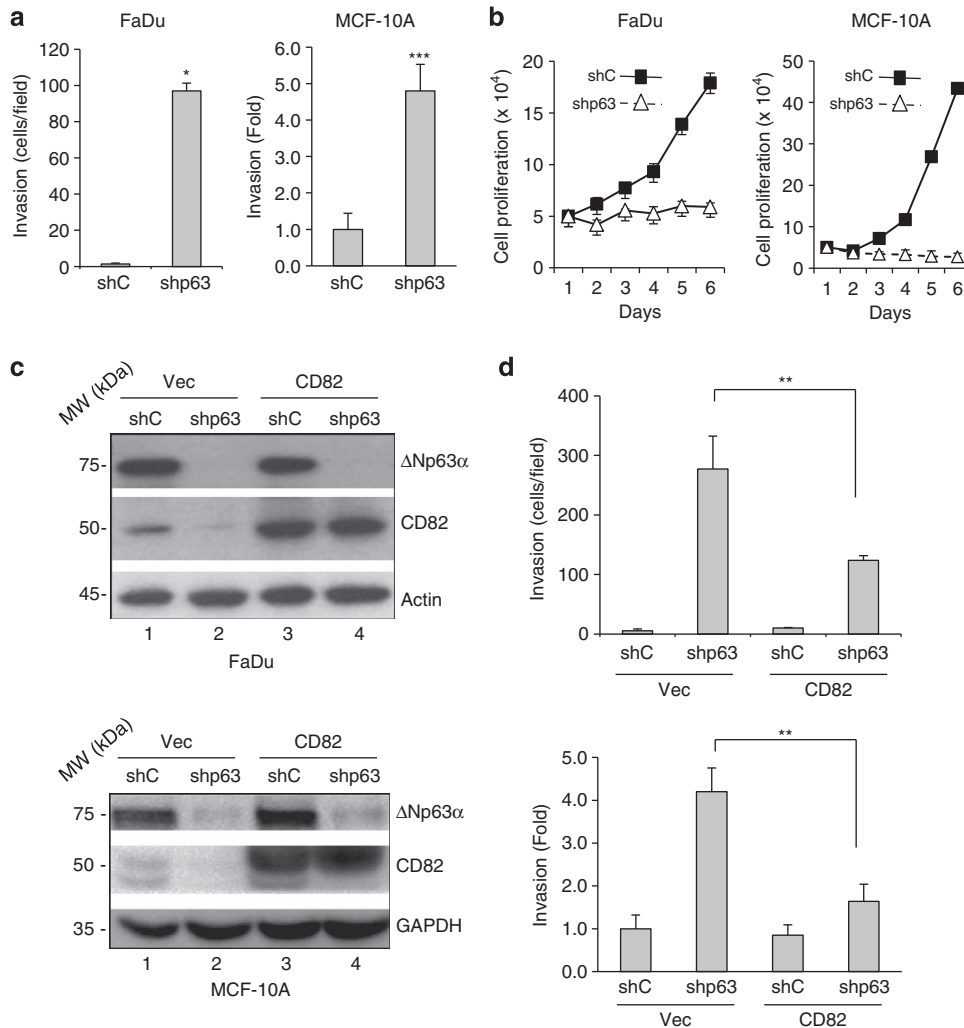 a
FaDu
Invasion (cells/field)
120
100
80
60
40
20
0
*
shC
shp63
MCF-10A
Invasion (Fold)
6.0
5.0
4.0
3.0
2.0
1.0
0.0
***
shC
shp63
b
FaDu
Cell proliferation (x 10⁴)
20
15
10
5
0
shC
shp63
1 2 3 4 5 6
Days
MCF-10A
Cell proliferation (x 10⁴)
50
40
30
20
10
0
shC
shp63
1 2 3 4 5 6
Days
c
MW (kDa)
Vec CD82
shC shp63 shC shp63
75- ΔNp63α
50- CD82
45- Actin
1 2 3 4
FaDu
MW (kDa)
Vec CD82
shC shp63 shC shp63
75 - ΔNp63α
50 - CD82
35 - GAPDH
1 2 3 4
MCF-10A
d
Invasion (cells/field)
400
300
200
100
0
**
shC shp63 shC shp63
Vec CD82
Invasion (Fold)
5.0
4.0
3.0
2.0
1.0
0.0
**
shC shp63 shC shp63
Vec CD82